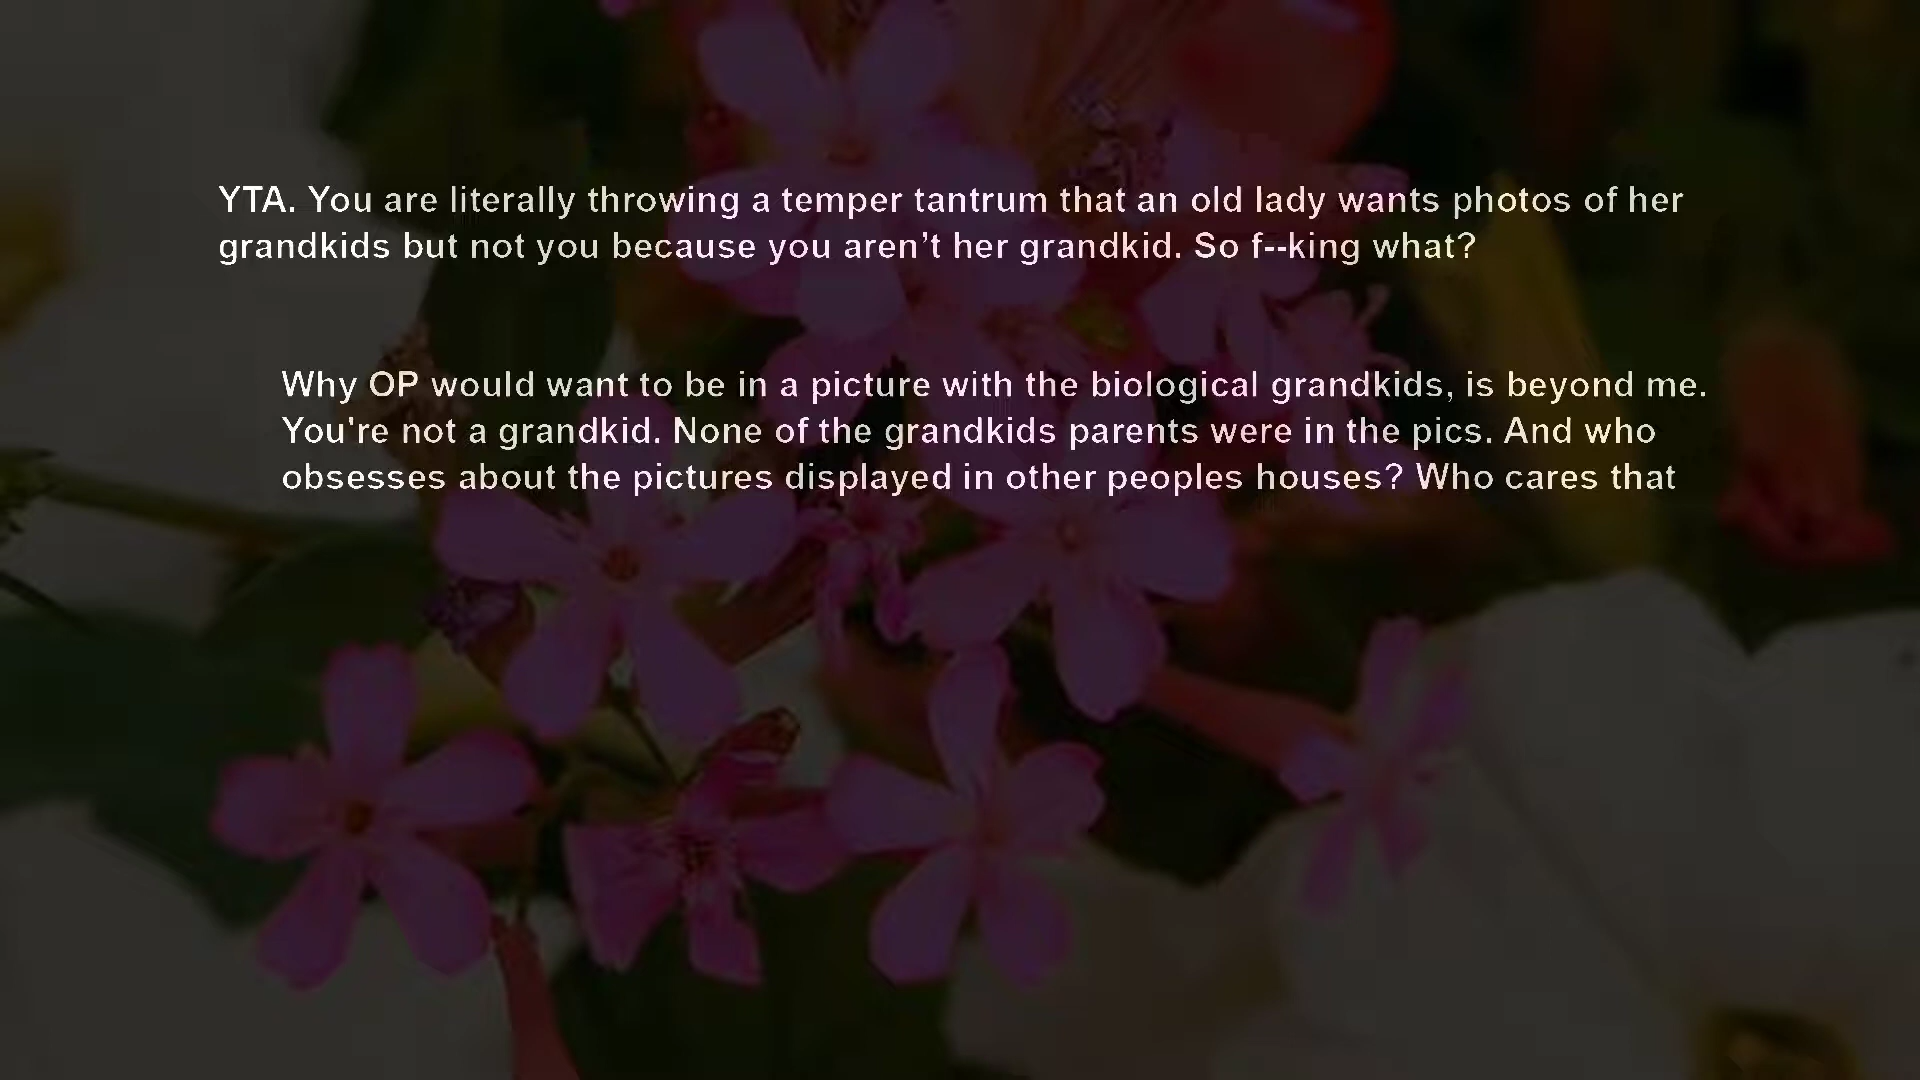 YTA. You are literally throwing a temper tantrum that an old lady wants photos of her
grandkids but not you because you aren’t her grandkid. So f--king what?
Why OP would want to be in a picture with the biological grandkids, is beyond me.
You're not a grandkid. None of the grandkids parents were in the pics. And who
obsesses about the pictures displayed in other peoples houses? Who cares that